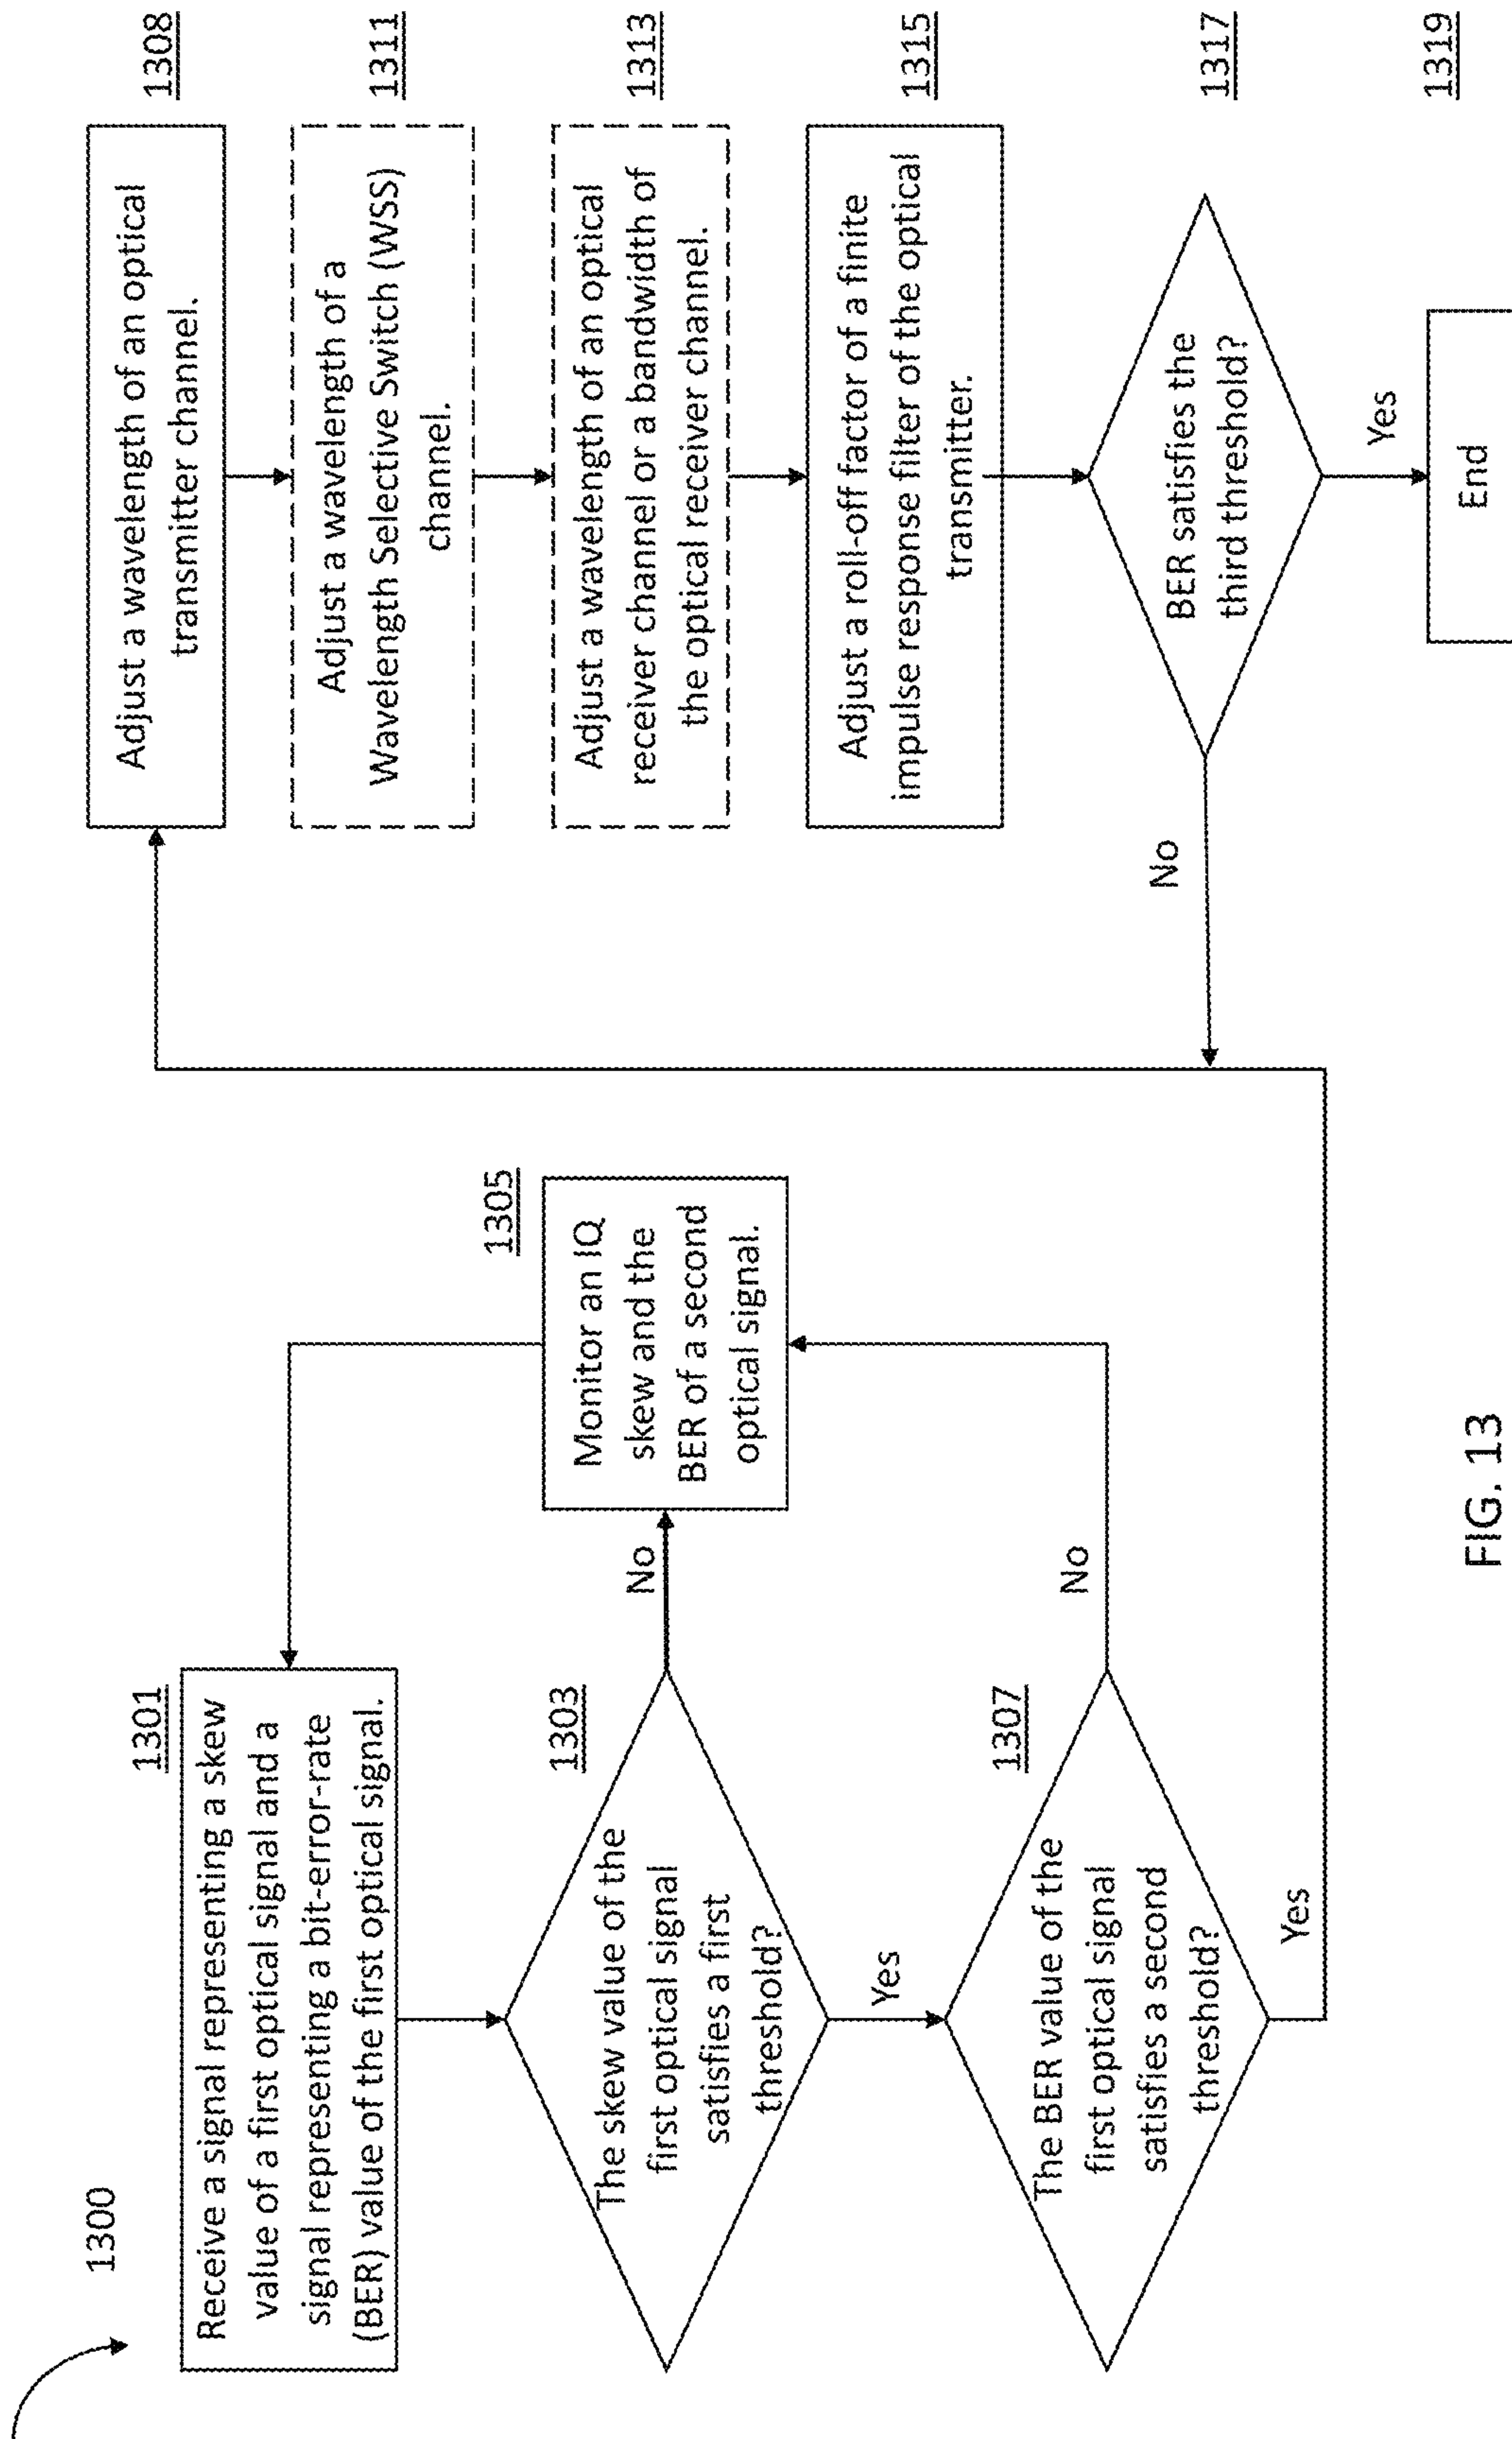 1300
1301
Receive a signal representing a skew
value of a first optical signal and a
signal representing a bit-error-rate
(BER) value of the first optical signal.
1303
The skew value of the
first optical signal
satisfies a first
threshold?
No
Yes
1305
Monitor an IQ
skew and the
BER of a second
optical signal.
1307
The BER value of the
first optical signal
satisfies a second
threshold?
No
Yes
Adjust a wavelength of an optical
transmitter channel.
1308
Adjust a wavelength of a
Wavelength Selective Switch (WSS)
channel.
1311
Adjust a wavelength of an optical
receiver channel or a bandwidth of
the optical receiver channel.
1313
Adjust a roll-off factor of a finite
impulse response filter of the optical
transmitter.
1315
BER satisfies the
third threshold?
1317
No
Yes
End
1319
FIG. 13